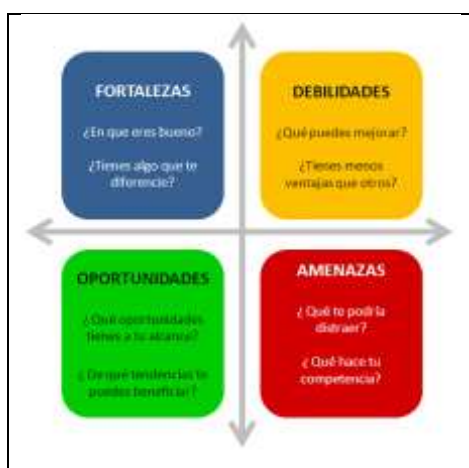 FORTALEZAS
¿En que eres bueno?
¿Tienes algo que te
diferencie?
DEBILIDADES
¿Qué puedes mejorar?
¿Tienes menos
ventajas que otros?
OPORTUNIDADES
¿Qué oportunidades
tienes a tu alcance?
¿De qué tendencias te
puedes beneficiar?
AMENAZAS
¿Qué te podría
distraer?
¿Qué hace tu
competencia?